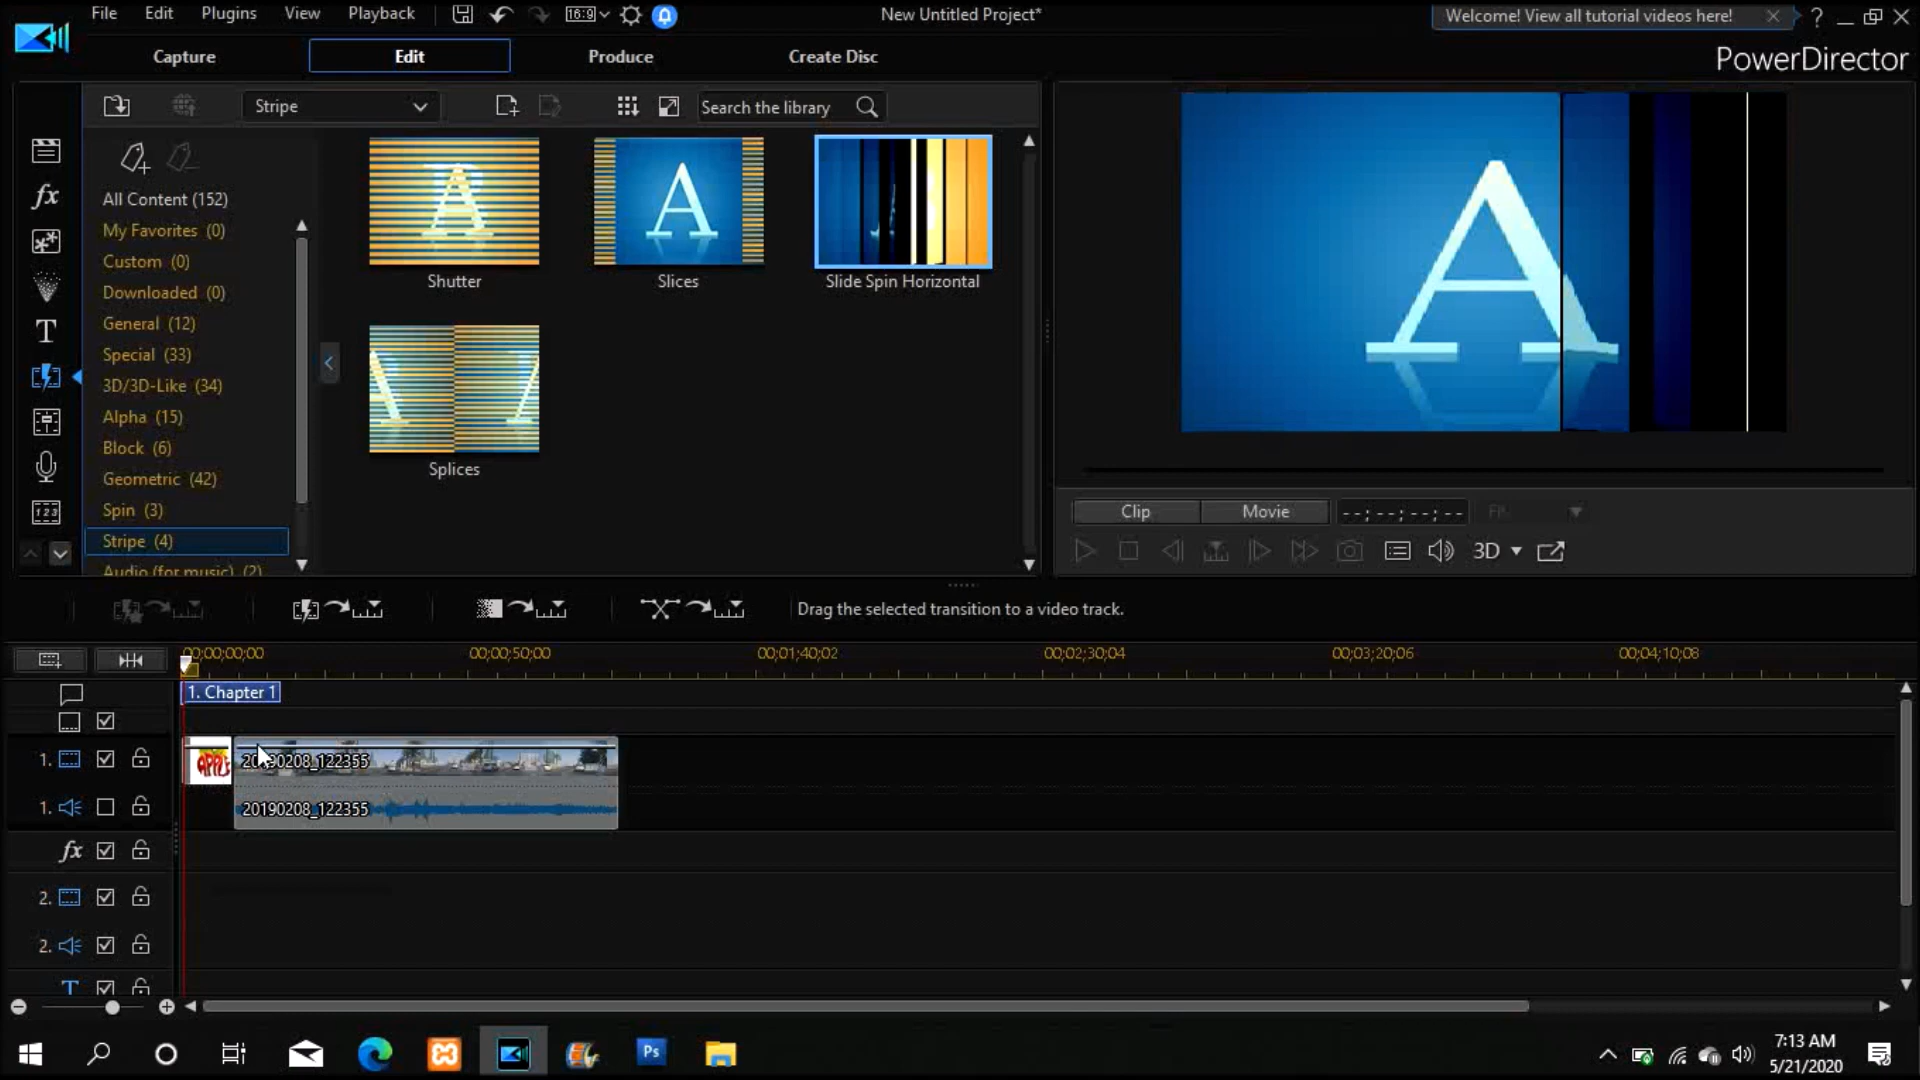 File Edit Plugins View Playback 16:9 New Untitled Project* Welcome! View all tutorial videos here! ?
Capture Edit Produce Create Disc PowerDirector
Stripe Search the library
All Content (152)
My Favorites (0)
Custom (0)
Downloaded (0)
General (12)
Special (33)
3D/3D-Like (34)
Alpha (15)
Block (6)
Geometric (42)
Spin (3)
Stripe (4)
Audio (for music) (2)
fx
T
123
A
Shutter Slices Slide Spin Horizontal
Splices
A
Clip Movie --;--;--;-- Fit
3D
Drag the selected transition to a video track.
00;00;00;00 00;00;50;00 00;01;40;02 00;02;30;04 00;03;20;06 00;04;10;08
1. Chapter 1
1. APPLE 20190208_122355
1. 20190208_122355
fx
2.
2.
T
Ps
7:13 AM
5/21/2020